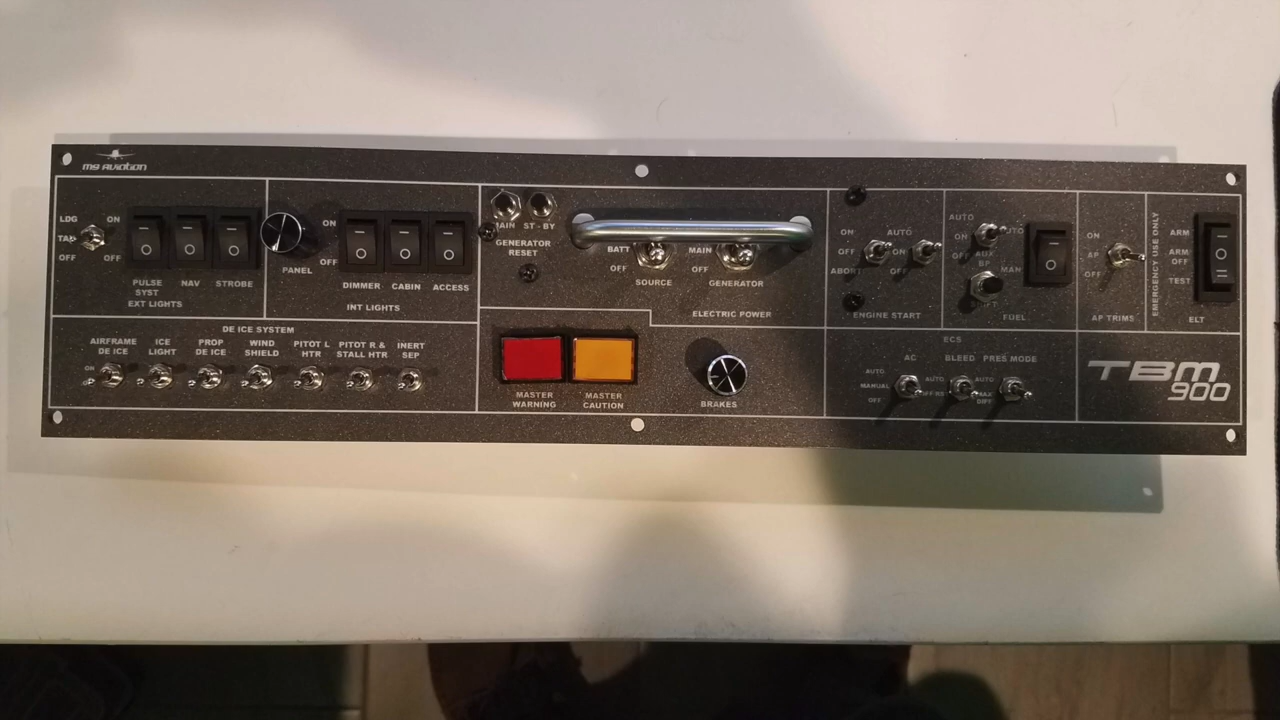 MS AVIATION
LDG
TAXI
OFF
ON
OFF
PULSE
SYST
NAV
STROBE
EXT LIGHTS
PANEL
ON
OFF
DIMMER
CABIN
ACCESS
INT LIGHTS
MAIN
ST - BY
GENERATOR
RESET
BATT
OFF
SOURCE
MAIN
OFF
GENERATOR
ELECTRIC POWER
ON
OFF
ABORT
AUTO
ON
OFF
ENGINE START
AUTO
ON
OFF
AUTO
AUX
BP
MAN
FUEL
ON
AP
OFF
AP TRIMS
EMERGENCY USE ONLY
ARM
ARM
OFF
TEST
ELT
DE ICE SYSTEM
AIRFRAME
DE ICE
ICE
LIGHT
PROP
DE ICE
WIND
SHIELD
PITOT L
HTR
PITOT R &
STALL HTR
INERT
SEP
ON
MASTER
WARNING
MASTER
CAUTION
BRAKES
ECS
AC
BLEED
PRES MODE
AUTO
MANUAL
OFF
AUTO
AUTO
DIFF
TBM
900